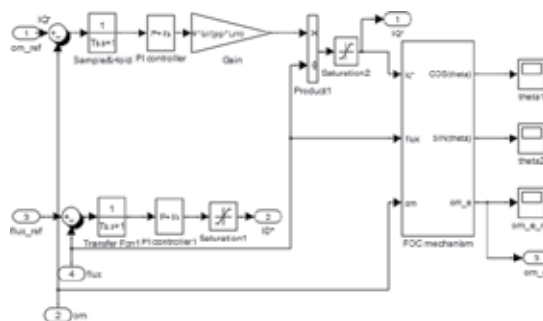 IQ*
1
om_ref
1
Ts.s+1
Sample&Hold
PI controller
Gain
Product1
Saturation2
1
IQ*
IQ*
COS(theta)
theta1
flux
SIN(theta)
theta2
om
om_e
FOC mechanism
3
flux_ref
1
Ts.s+1
Transfer Fcn1
PI controller1
Saturation1
2
ID*
4
flux
2
om
3